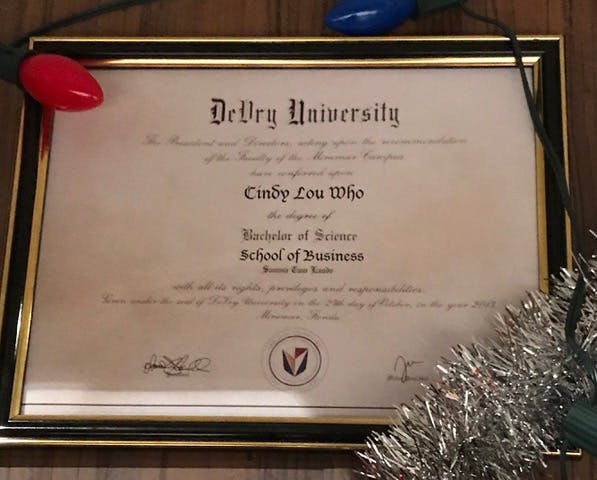 DeVry University
The President and Directors, acting upon the recommendation
of the Faculty of the Miramar Campus
have conferred upon
Cindy Lou Who
the degree of
Bachelor of Science
School of Business
Summa Cum Laude
with all its rights, privileges and responsibilities.
Given under the seal of DeVry University in the 29th day of October, in the year 2013.
Miramar, Florida